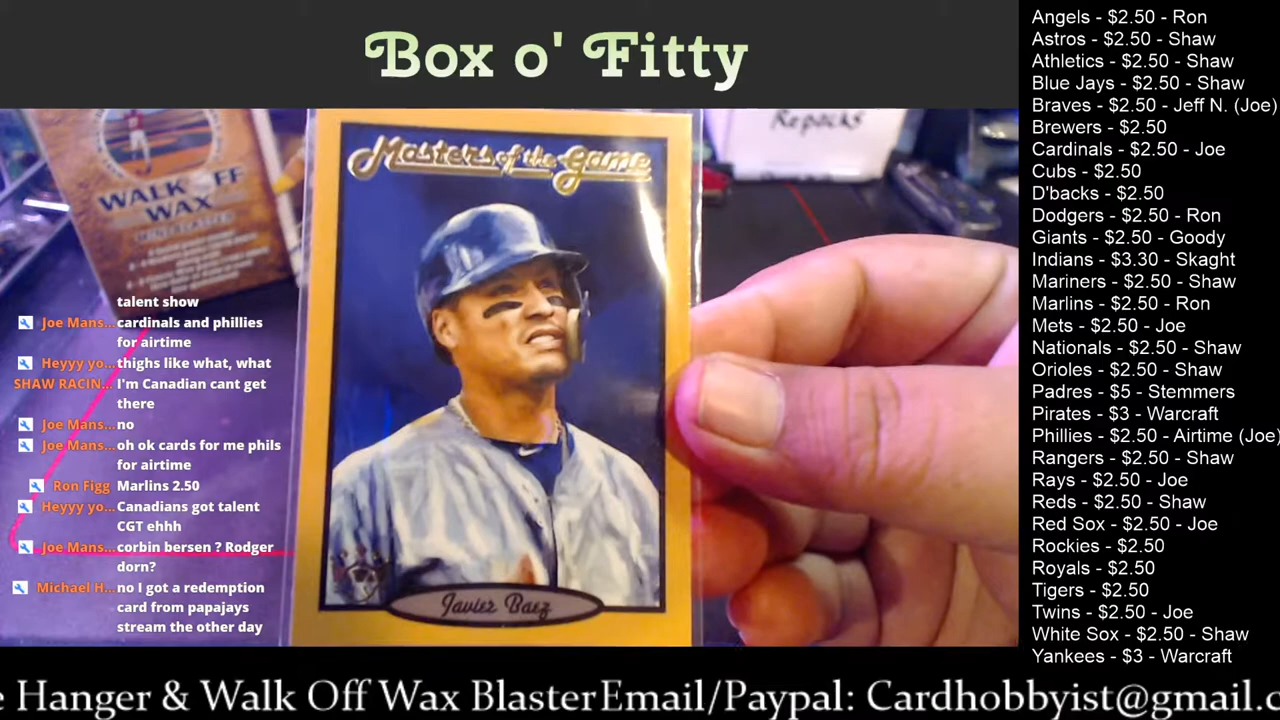 Box o' Fitty
Repacks
Masters of the Game
WALK OFF
WAX
Javier Baez
talent show
Joe Mans... cardinals and phillies
for airtime
Heyyy yo... thighs like what, what
SHAW RACIN... I'm Canadian cant get
there
Joe Mans... no
Joe Mans... oh ok cards for me phils
for airtime
Ron Figg Marlins 2.50
Heyyy yo... Canadians got talent
CGT ehhh
Joe Mans... corbin bersen ? Rodger
dorn?
Michael H... no I got a redemption
card from papajays
stream the other day
Angels - $2.50 - Ron
Astros - $2.50 - Shaw
Athletics - $2.50 - Shaw
Blue Jays - $2.50 - Shaw
Braves - $2.50 - Jeff N. (Joe)
Brewers - $2.50
Cardinals - $2.50 - Joe
Cubs - $2.50
D'backs - $2.50
Dodgers - $2.50 - Ron
Giants - $2.50 - Goody
Indians - $3.30 - Skaght
Mariners - $2.50 - Shaw
Marlins - $2.50 - Ron
Mets - $2.50 - Joe
Nationals - $2.50 - Shaw
Orioles - $2.50 - Shaw
Padres - $5 - Stemmers
Pirates - $3 - Warcraft
Phillies - $2.50 - Airtime (Joe)
Rangers - $2.50 - Shaw
Rays - $2.50 - Joe
Reds - $2.50 - Shaw
Red Sox - $2.50 - Joe
Rockies - $2.50
Royals - $2.50
Tigers - $2.50
Twins - $2.50 - Joe
White Sox - $2.50 - Shaw
Yankees - $3 - Warcraft
e Hanger & Walk Off Wax Blaster Email/Paypal: Cardhobbyist@gmail.c